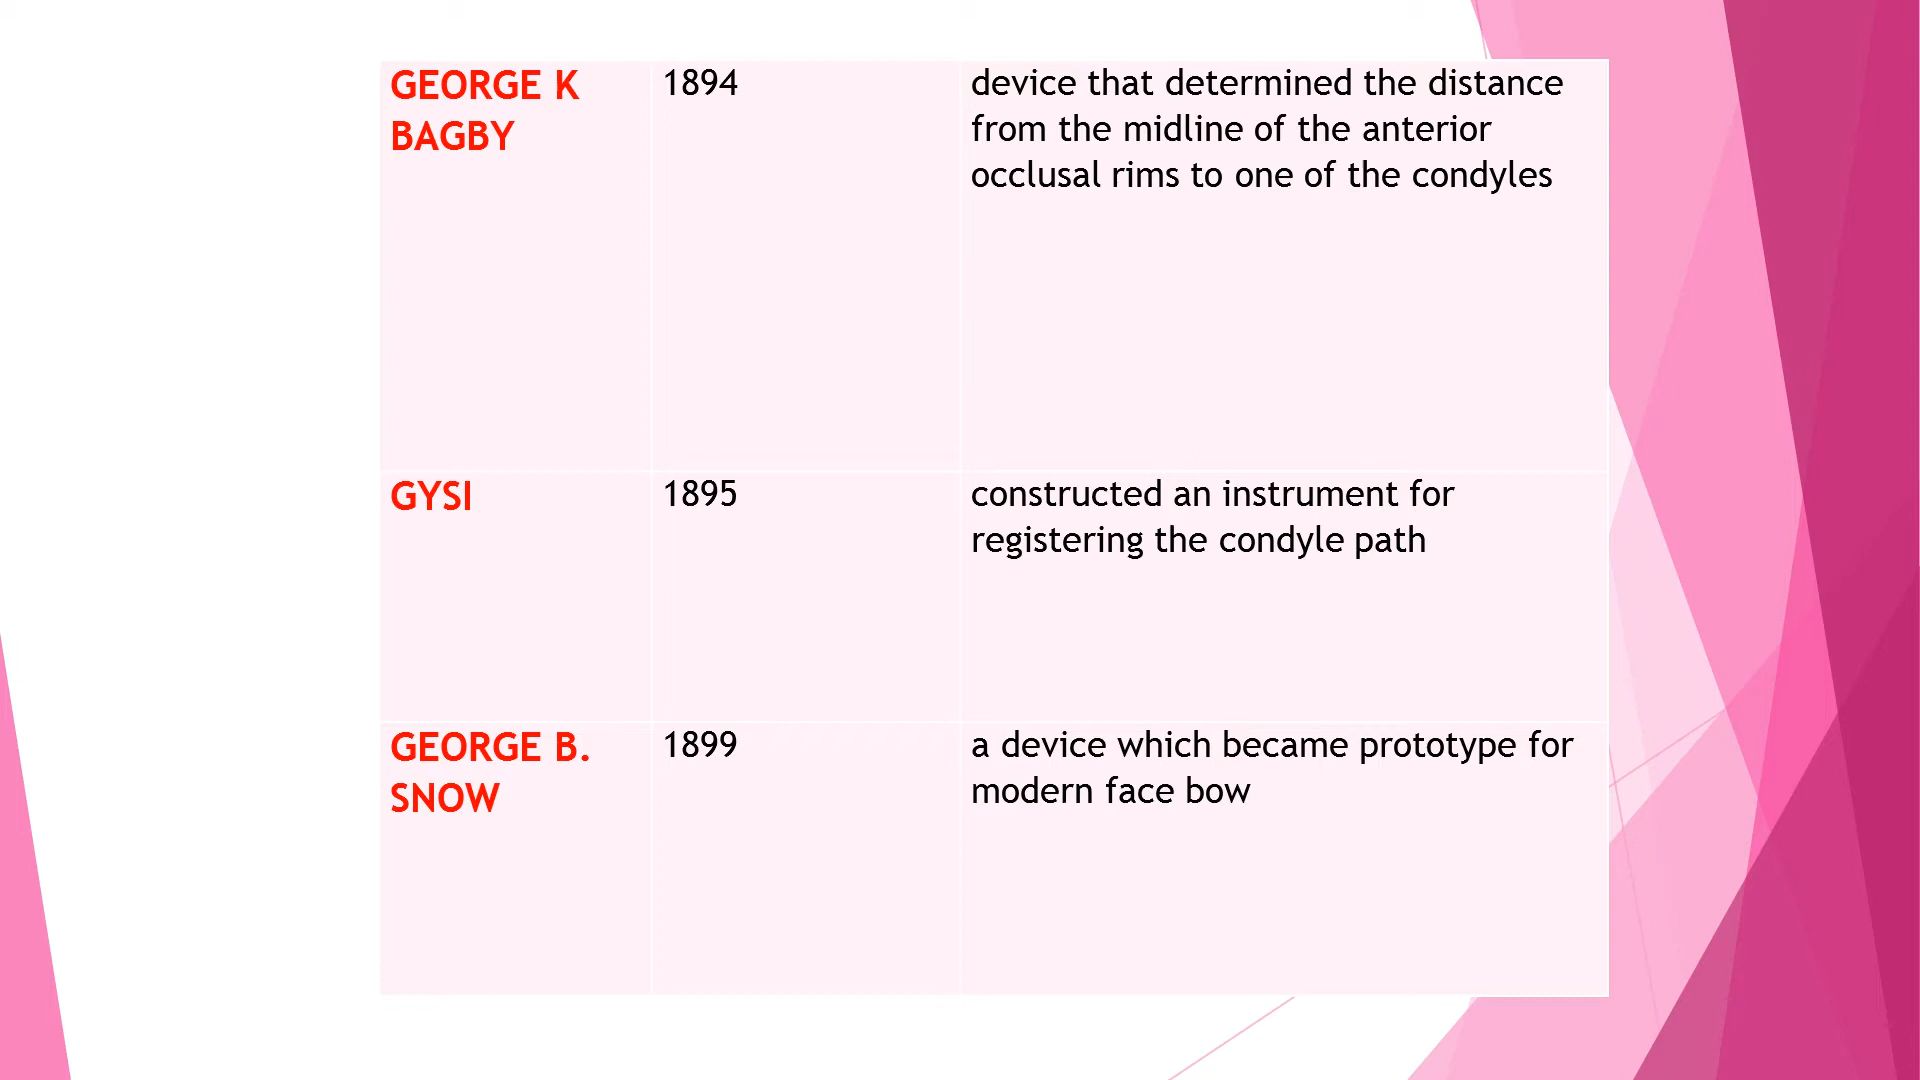 GEORGE K
BAGBY
1894
device that determined the distance
from the midline of the anterior
occlusal rims to one of the condyles
GYSI
1895
constructed an instrument for
registering the condyle path
GEORGE B.
SNOW
1899
a device which became prototype for
modern face bow